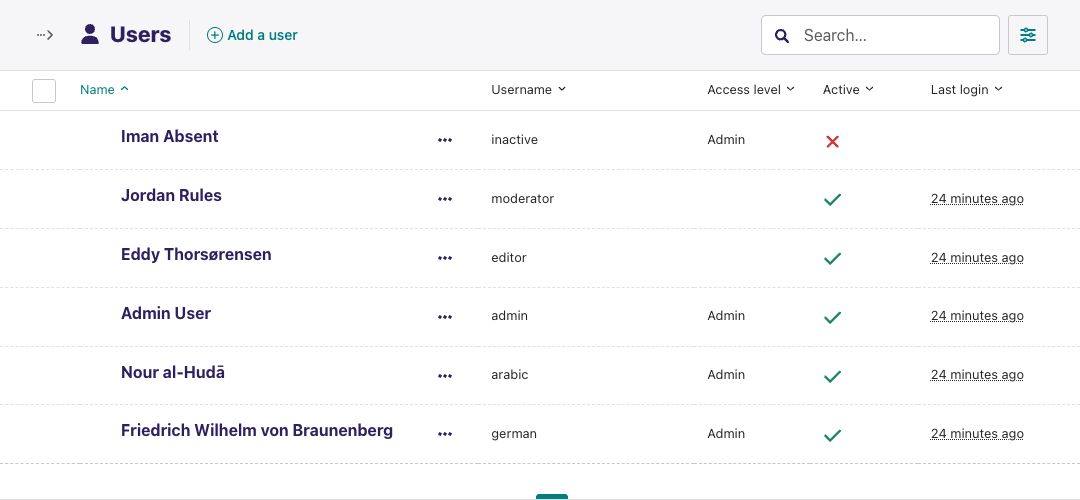 Users
Add a user
Search...
Name Username Access level Active Last login
Iman Absent inactive Admin
Jordan Rules moderator 24 minutes ago
Eddy Thorsørensen editor 24 minutes ago
Admin User admin Admin 24 minutes ago
Nour al-Hudā arabic Admin 24 minutes ago
Friedrich Wilhelm von Braunenberg german Admin 24 minutes ago